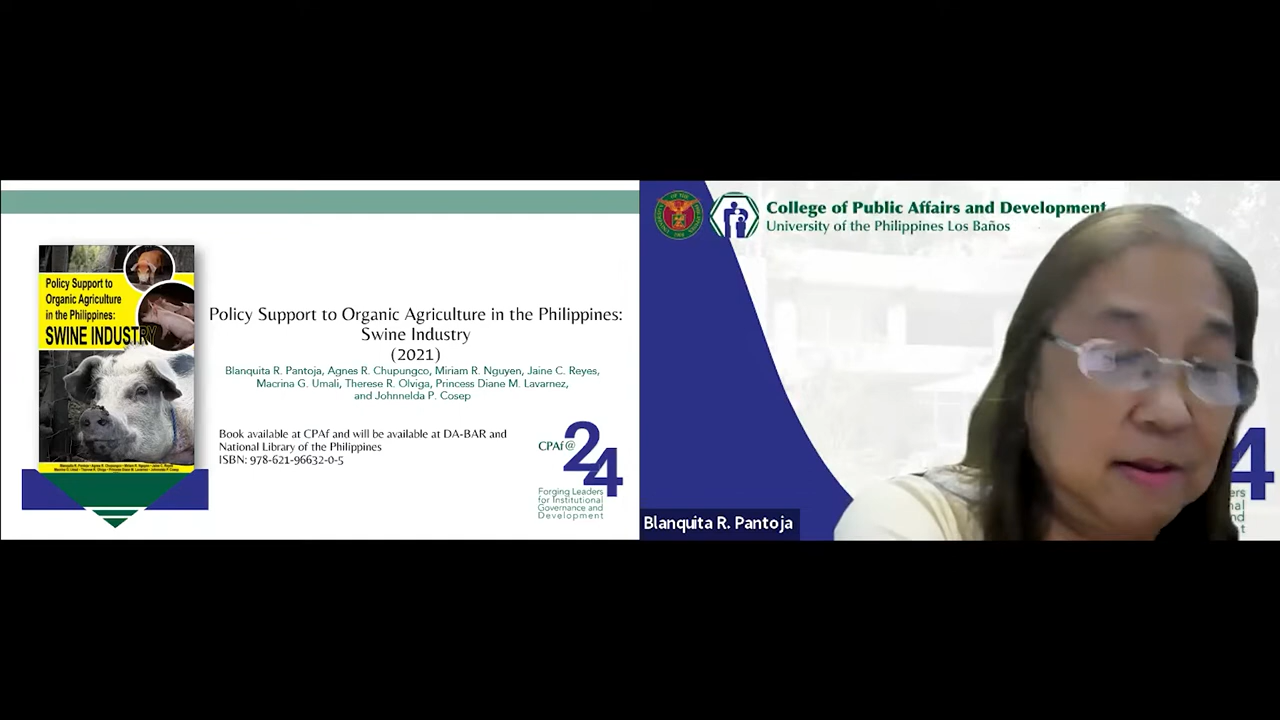 Policy Support to
Organic Agriculture
in the Philippines:
SWINE INDUSTRY
Policy Support to Organic Agriculture in the Philippines:
Swine Industry
(2021)
Blanquita R. Pantoja, Agnes R. Chupungco, Miriam R. Nguyen, Jaine C. Reyes,
Macrina G. Umali, Therese R. Olviga, Princess Diane M. Lavarnez,
and Johnnelda P. Cosep
Book available at CPAf and will be available at DA-BAR and
National Library of the Philippines
ISBN: 978-621-96632-0-5
CPAf@24
Forging Leaders
for Institutional
Governance and
Development
College of Public Affairs and Development
University of the Philippines Los Baños
Blanquita R. Pantoja
4